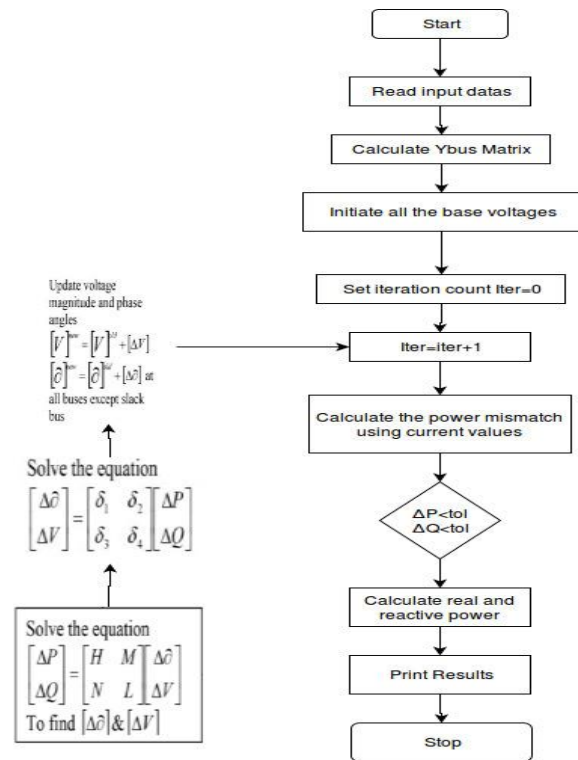 Start
Read input datas
Calculate Ybus Matrix
Initiate all the base voltages
Set iteration count Iter=0
Iter=iter+1
Calculate the power mismatch
using current values
ΔP<tol
ΔQ<tol
Calculate real and
reactive power
Print Results
Stop
Update voltage
magnitude and phase
angles
[V]ⁿᵉʷ=[V]ᵒˡᵈ+[ΔV]
[∂]ⁿᵉʷ=[∂]ᵒˡᵈ+[Δ∂] at
all buses except slack
bus
Solve the equation
[Δ∂] = [δ₁ δ₂] [ΔP]
[ΔV] [δ₃ δ₄] [ΔQ]
Solve the equation
[ΔP] = [H M] [Δ∂]
[ΔQ] [N L] [ΔV]
To find [Δ∂]&[ΔV]